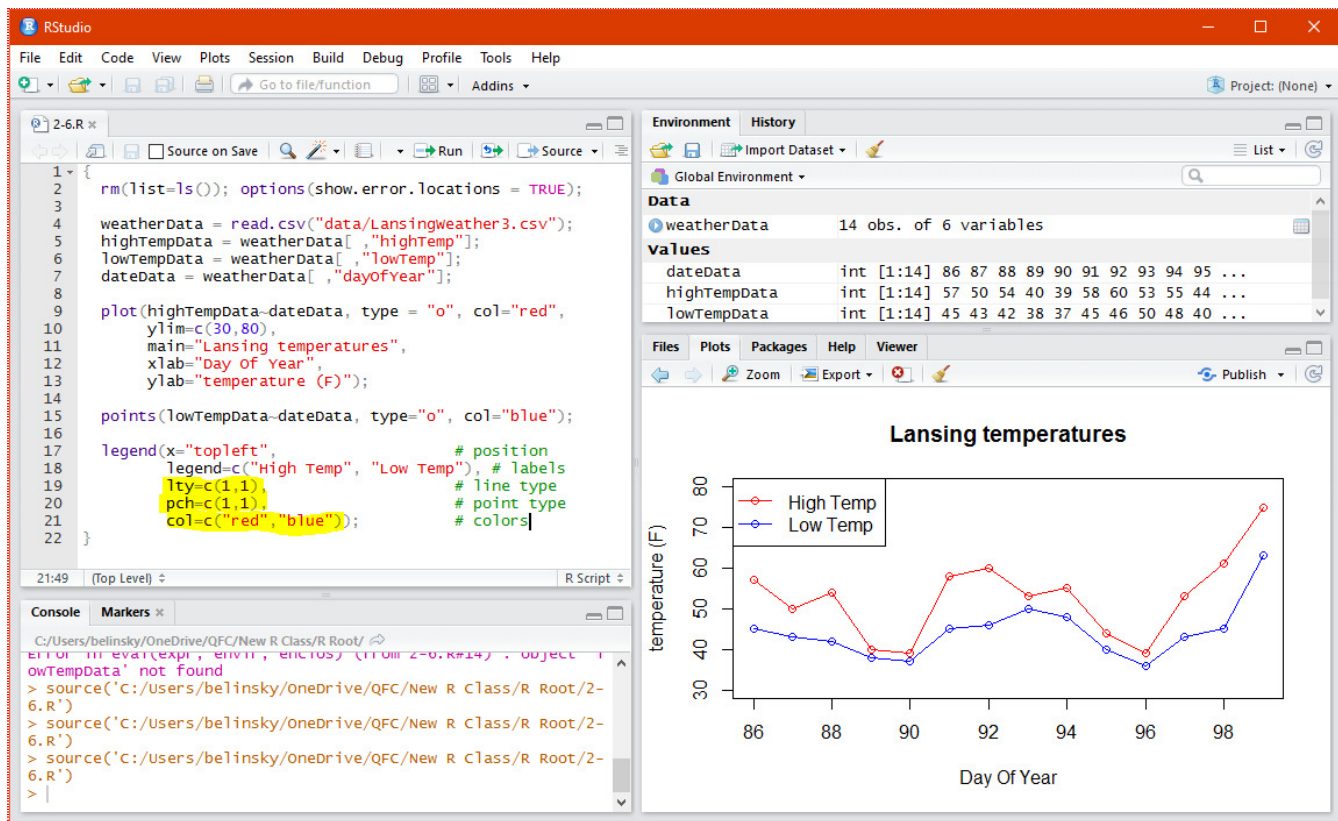 RStudio
File Edit Code View Plots Session Build Debug Profile Tools Help
Go to file/function Addins Project: (None)
2-6.R
Source on Save Run Source
1 {
2 rm(list=ls()); options(show.error.locations = TRUE);
3
4 weatherData = read.csv("data/LansingWeather3.csv");
5 highTempData = weatherData[ ,"highTemp"];
6 lowTempData = weatherData[ ,"lowTemp"];
7 dateData = weatherData[ ,"dayOfYear"];
8
9 plot(highTempData~dateData, type = "o", col="red",
10 ylim=c(30,80),
11 main="Lansing temperatures",
12 xlab="Day Of Year",
13 ylab="temperature (F)");
14
15 points(lowTempData~dateData, type="o", col="blue");
16
17 legend(x="topleft", # position
18 legend=c("High Temp", "Low Temp"), # labels
19 lty=c(1,1), # line type
20 pch=c(1,1), # point type
21 col=c("red","blue")); # colors
22 }
21:49 (Top Level) R Script
Console Markers
C:/Users/belinsky/OneDrive/QFC/New R Class/R Root/
Error in eval(expr, envir, enclos) (from 2-6.R#14) : object 'l
owTempData' not found
> source('C:/Users/belinsky/OneDrive/QFC/New R Class/R Root/2-
6.R')
> source('C:/Users/belinsky/OneDrive/QFC/New R Class/R Root/2-
6.R')
> source('C:/Users/belinsky/OneDrive/QFC/New R Class/R Root/2-
6.R')
>
Environment History
Import Dataset List
Global Environment
Data
weatherData 14 obs. of 6 variables
Values
dateData int [1:14] 86 87 88 89 90 91 92 93 94 95 ...
highTempData int [1:14] 57 50 54 40 39 58 60 53 55 44 ...
lowTempData int [1:14] 45 43 42 38 37 45 46 50 48 40 ...
Files Plots Packages Help Viewer
Zoom Export Publish
Lansing temperatures
High Temp
Low Temp
temperature (F)
80
70
60
50
40
30
86 88 90 92 94 96 98
Day Of Year